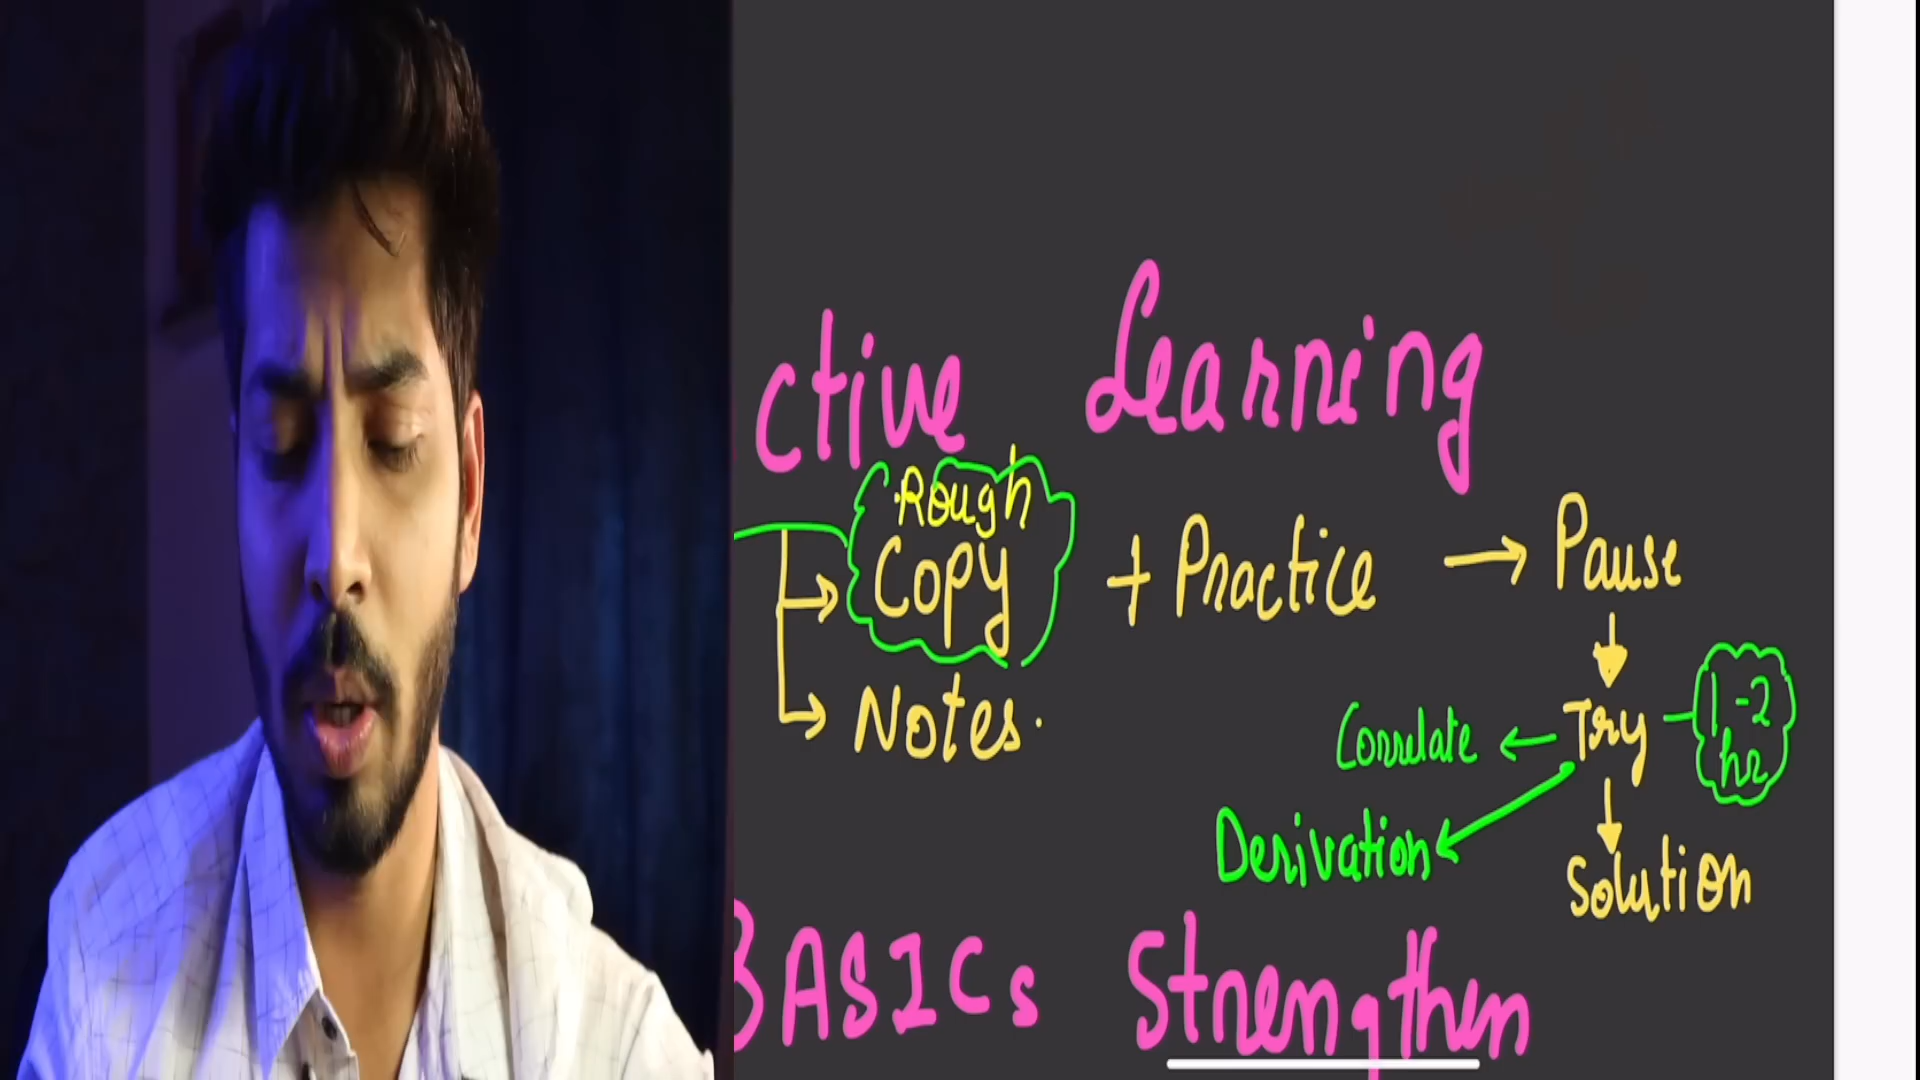 ctive Learning
Rough
Copy + Practice → Pause
Notes.
Correlate ← Try - 1-2 hr
Derivation
Solution
BASICs Strengthen